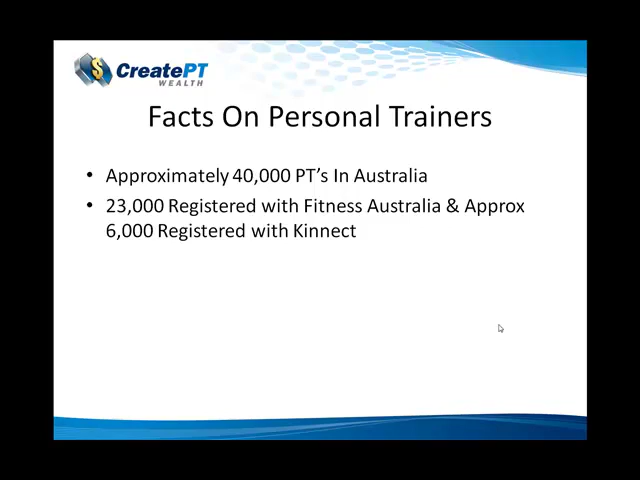 $
CreatePT
WEALTH
Facts On Personal Trainers
• Approximately 40,000 PT's In Australia
• 23,000 Registered with Fitness Australia & Approx
6,000 Registered with Kinnect